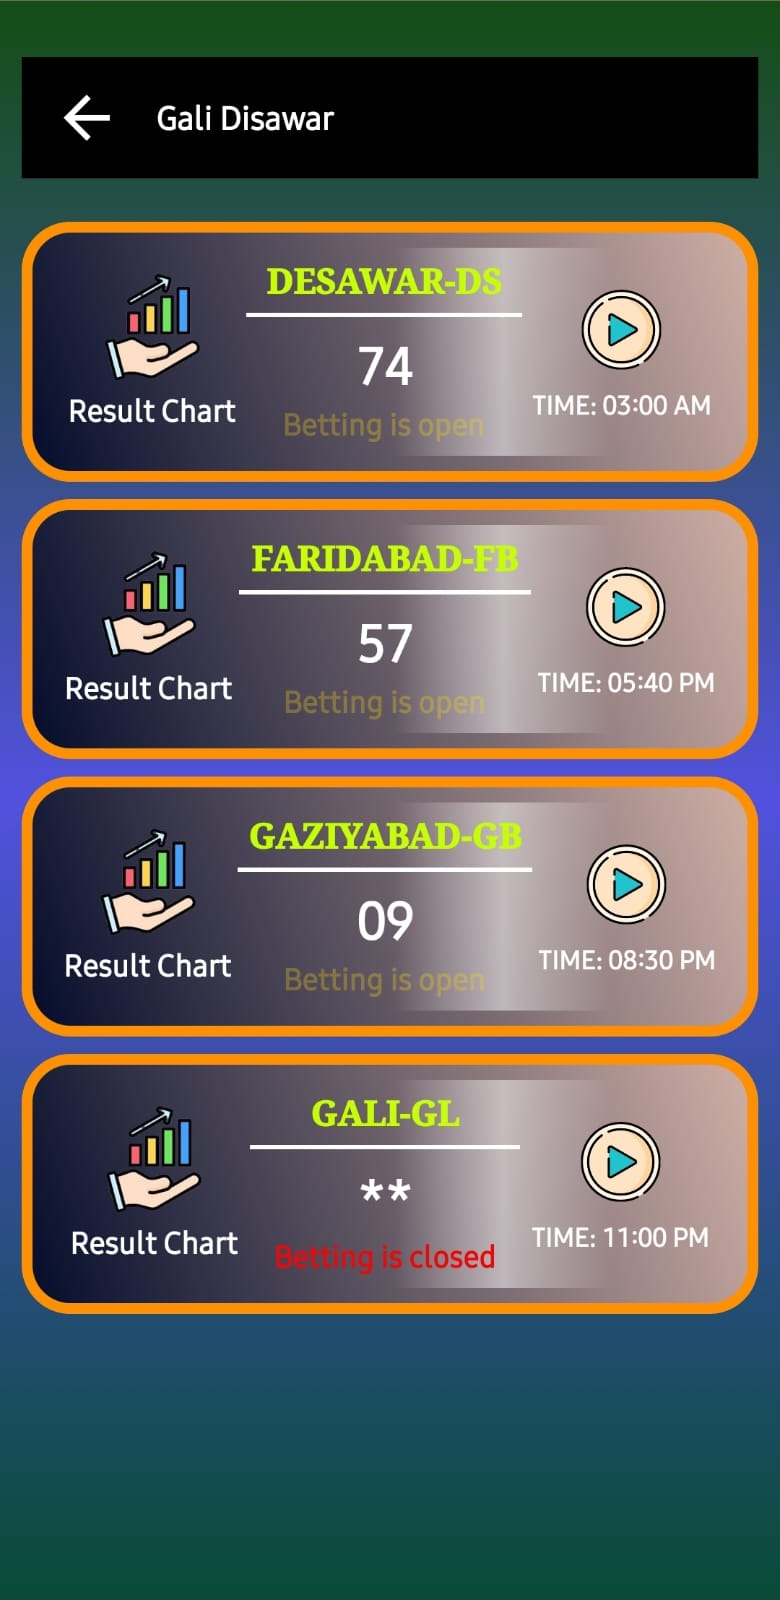 Gali Disawar
DESAWAR-DS
74
Result Chart
Betting is open
TIME: 03:00 AM
FARIDABAD-FB
57
Result Chart
Betting is open
TIME: 05:40 PM
GAZIYABAD-GB
09
Result Chart
Betting is open
TIME: 08:30 PM
GALI-GL
**
Result Chart
Betting is closed
TIME: 11:00 PM